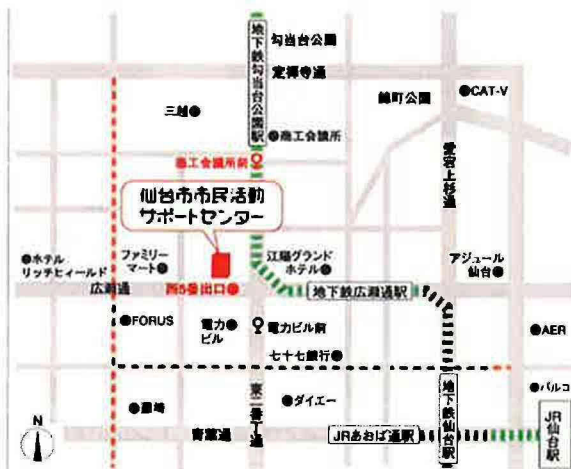 勾当台公園
地下鉄勾当台公園駅
定禅寺通
錦町公園
●CAT-V
三越●
●商工会議所
商工会議所前
愛宕上杉通
仙台市市民活動
サポートセンター
●ホテル
リッチヒィールド
ファミリー
マート●
江陽グランド
ホテル●
アジュール
仙台●
広瀬通
西5番出口●
地下鉄広瀬通駅
●FORUS
電力●
ビル
電力ビル前
●AER
七十七銀行●
●パルコ
東二番丁通
●ダイエー
地下鉄仙台駅
JR
仙台駅
●藤崎
N
青葉通
JRあおば通駅